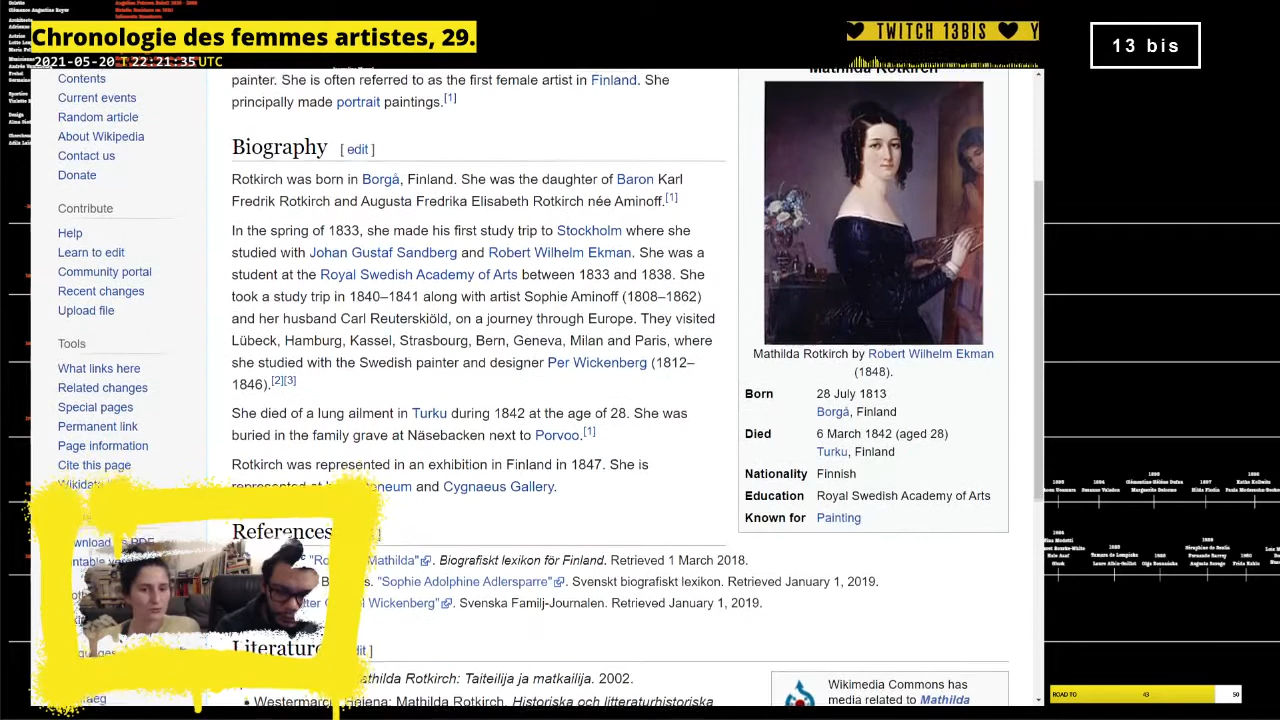 Chronologie des femmes artistes, 29.
2021-05-20 T 22:21:35 UTC
TWITCH 13BIS
13 bis
Contents
Current events
Random article
About Wikipedia
Contact us
Donate
Contribute
Help
Learn to edit
Community portal
Recent changes
Upload file
Tools
What links here
Related changes
Special pages
Permanent link
Page information
Cite this page
painter. She is often referred to as the first female artist in Finland. She
principally made portrait paintings.[1]
Biography [ edit ]
Rotkirch was born in Borgå, Finland. She was the daughter of Baron Karl
Fredrik Rotkirch and Augusta Fredrika Elisabeth Rotkirch née Aminoff.[1]
In the spring of 1833, she made his first study trip to Stockholm where she
studied with Johan Gustaf Sandberg and Robert Wilhelm Ekman. She was a
student at the Royal Swedish Academy of Arts between 1833 and 1838. She
took a study trip in 1840–1841 along with artist Sophie Aminoff (1808–1862)
and her husband Carl Reuterskiöld, on a journey through Europe. They visited
Lübeck, Hamburg, Kassel, Strasbourg, Bern, Geneva, Milan and Paris, where
she studied with the Swedish painter and designer Per Wickenberg (1812–
1846).[2][3]
She died of a lung ailment in Turku during 1842 at the age of 28. She was
buried in the family grave at Näsebacken next to Porvoo.[1]
Rotkirch was represented in an exhibition in Finland in 1847. She is
represented and Cygnaeus Gallery.
References
Mathilda". Biografiskt lexikon för Finland. Retrieved 1 March 2018.
"Sophie Adolphine Adlersparre". Svenskt biografiskt lexikon. Retrieved January 1, 2019.
Wickenberg". Svenska Familj-Journalen. Retrieved January 1, 2019.
Literature
Mathilda Rotkirch: Taiteilija ja matkailija. 2002.
Westermarck, Helena: Mathilda Rotkirch. Historiska och litteraturhistoriska
Mathilda Rotkirch
Mathilda Rotkirch by Robert Wilhelm Ekman
(1848).
Born 28 July 1813
Borgå, Finland
Died 6 March 1842 (aged 28)
Turku, Finland
Nationality Finnish
Education Royal Swedish Academy of Arts
Known for Painting
Wikimedia Commons has
media related to Mathilda
ROAD TO 43 50